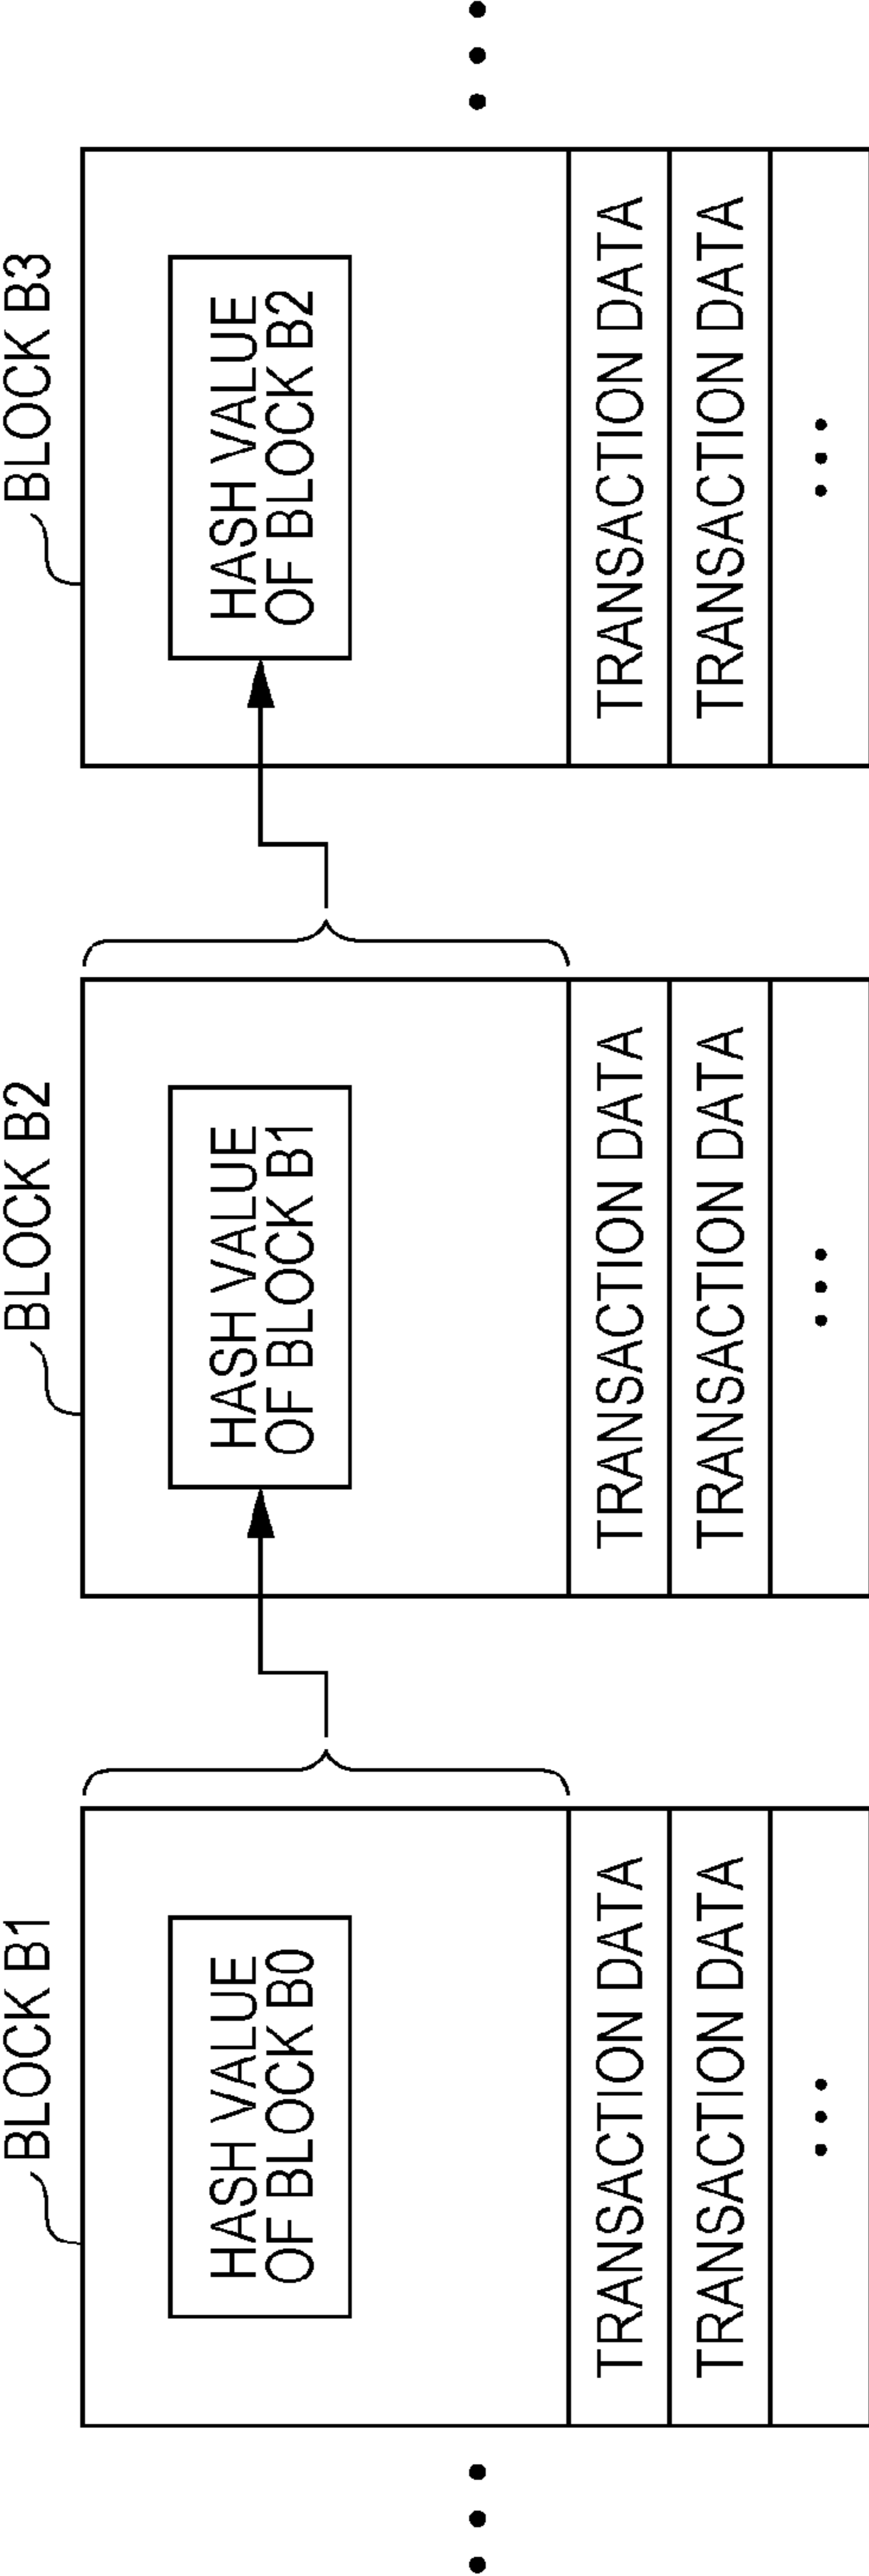 BLOCK B1
HASH VALUE
OF BLOCK B0
TRANSACTION DATA
TRANSACTION DATA
...
BLOCK B2
HASH VALUE
OF BLOCK B1
TRANSACTION DATA
TRANSACTION DATA
...
BLOCK B3
HASH VALUE
OF BLOCK B2
TRANSACTION DATA
TRANSACTION DATA
...